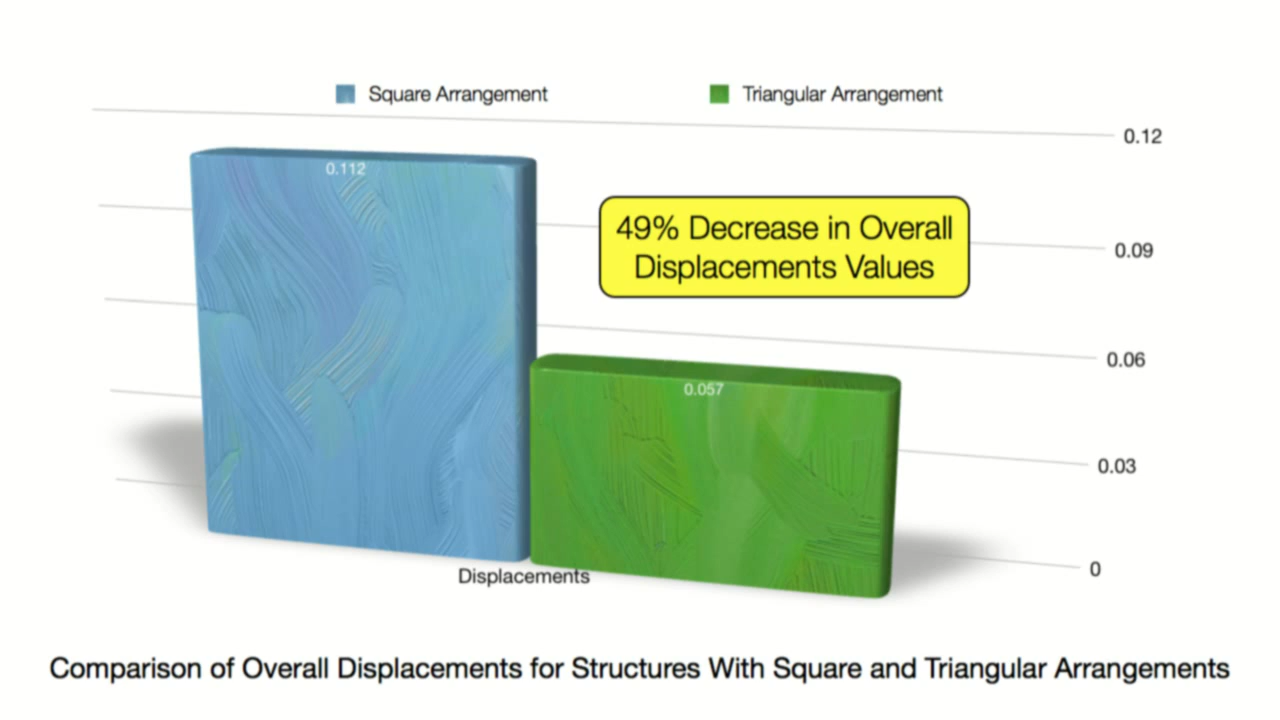 Square Arrangement
Triangular Arrangement
0.12
0.112
0.09
49% Decrease in Overall
Displacements Values
0.06
0.057
0.03
0
Displacements
Comparison of Overall Displacements for Structures With Square and Triangular Arrangements